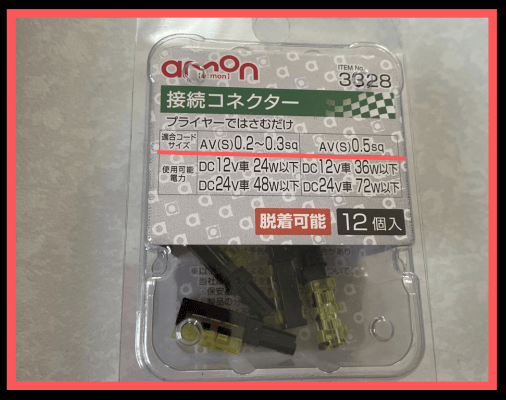 amon
[エーモン]
ITEM No.
3328
接続コネクター
プライヤーではさむだけ
適合コードサイズ AV(S)0.2~0.3sq AV(S)0.5sq
使用可能電力 DC12V車 24W以下 DC12V車 36W以下
DC24V車 48W以下 DC24V車 72W以下
脱着可能 12個入